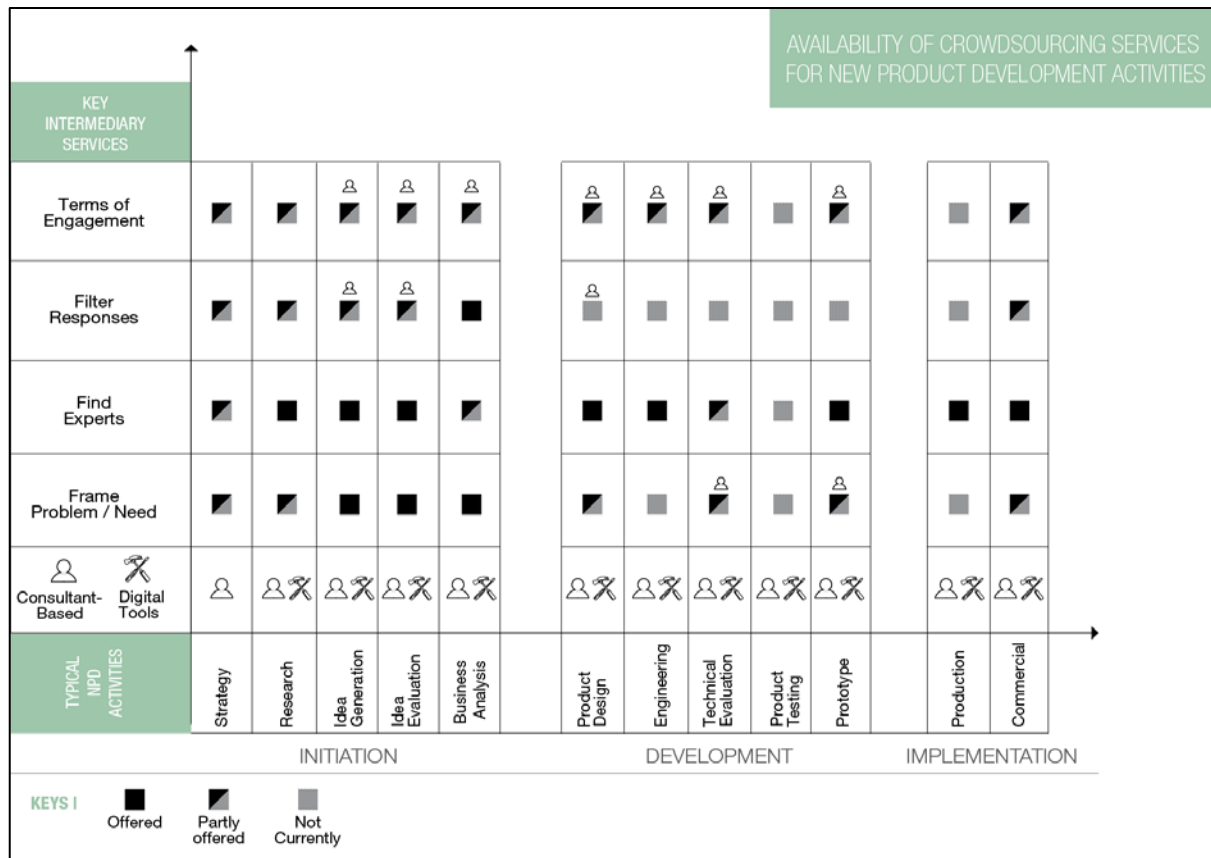 AVAILABILITY OF CROWDSOURCING SERVICES
FOR NEW PRODUCT DEVELOPMENT ACTIVITIES
KEY
INTERMEDIARY
SERVICES
Terms of
Engagement
Filter
Responses
Find
Experts
Frame
Problem / Need
Consultant-
Based
Digital
Tools
TYPICAL
NPD
ACTIVITIES
Strategy
Research
Idea
Generation
Idea
Evaluation
Business
Analysis
Product
Design
Engineering
Technical
Evaluation
Product
Testing
Prototype
Production
Commercial
INITIATION
DEVELOPMENT
IMPLEMENTATION
KEYS I
Offered
Partly
offered
Not
Currently